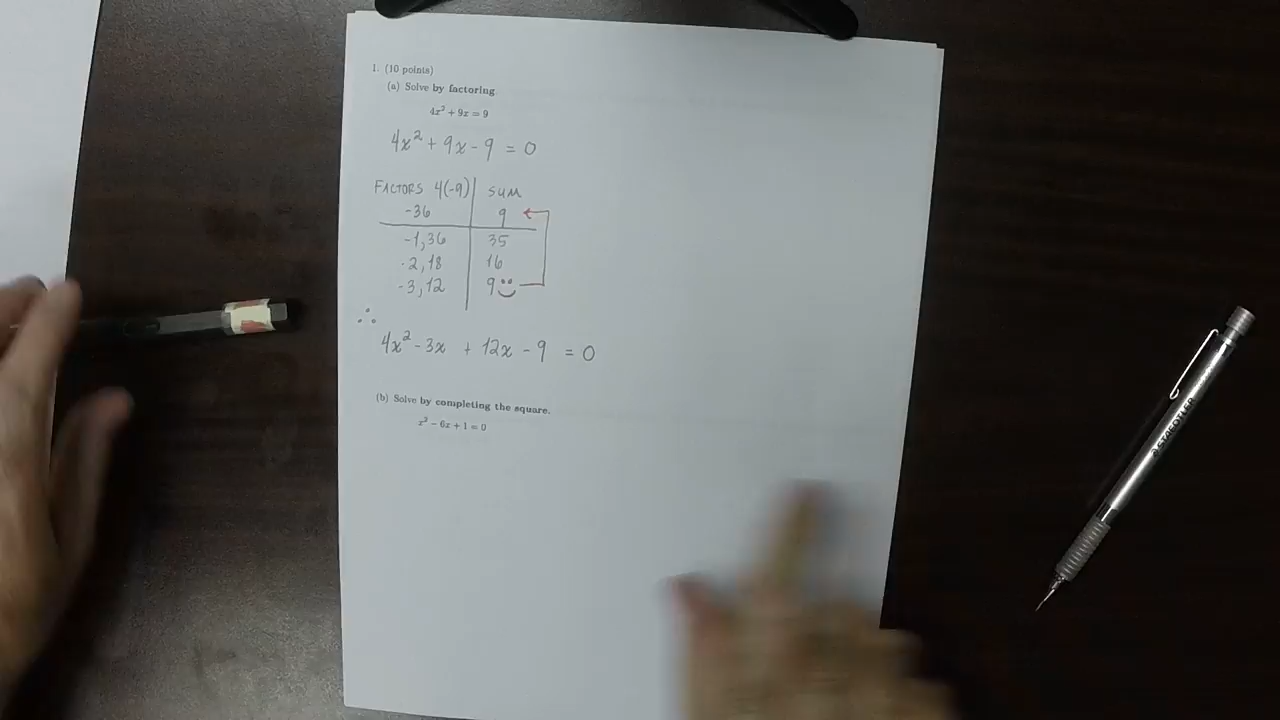 1. (10 points)
(a) Solve by factoring
4x² + 9x = 9
4x² + 9x - 9 = 0
FACTORS 4(-9) SUM
-36 9
-1, 36 35
-2, 18 16
-3, 12 9
∴
4x² - 3x + 12x - 9 = 0
(b) Solve by completing the square.
x² - 6x + 1 = 0
STAEDTLER